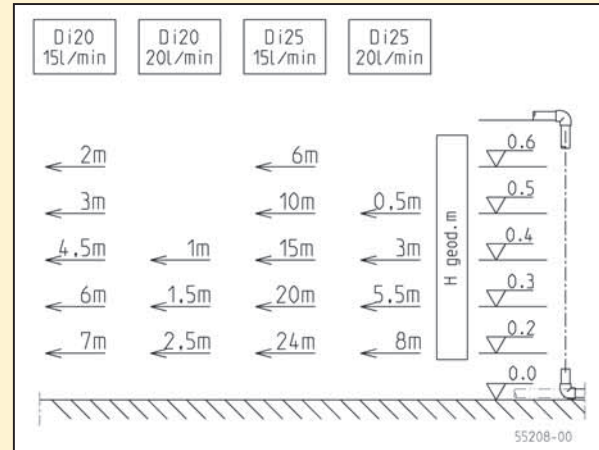 Di20 Di20 Di25 Di25
15l/min 20l/min 15l/min 20l/min
2m 6m 0.6
3m 10m 0.5m 0.5
4.5m 1m 15m 3m 0.4
6m 1.5m 20m 5.5m 0.3
7m 2.5m 24m 8m 0.2
H geod.m
0.0
55208-00